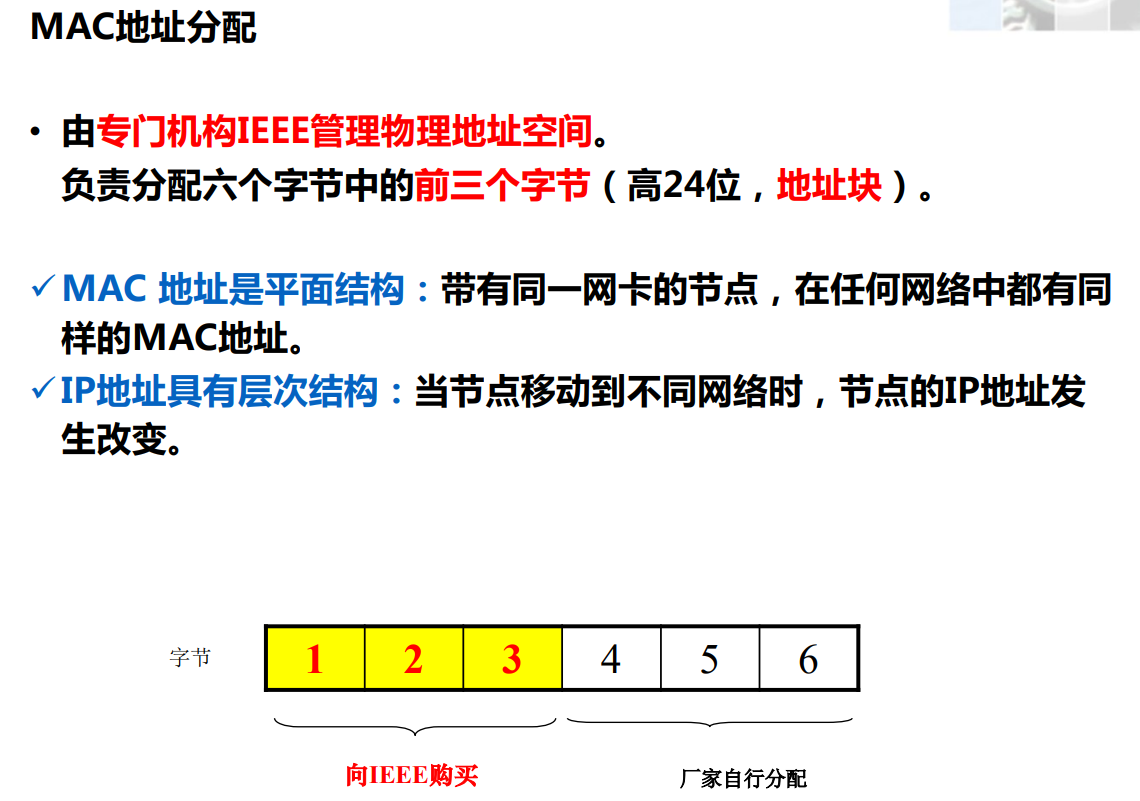 MAC地址分配
• 由专门机构IEEE管理物理地址空间。
负责分配六个字节中的前三个字节（高24位，地址块）。
✓MAC 地址是平面结构：带有同一网卡的节点，在任何网络中都有同
样的MAC地址。
✓IP地址具有层次结构：当节点移动到不同网络时，节点的IP地址发
生改变。
字节 1 2 3 4 5 6
向IEEE购买 厂家自行分配